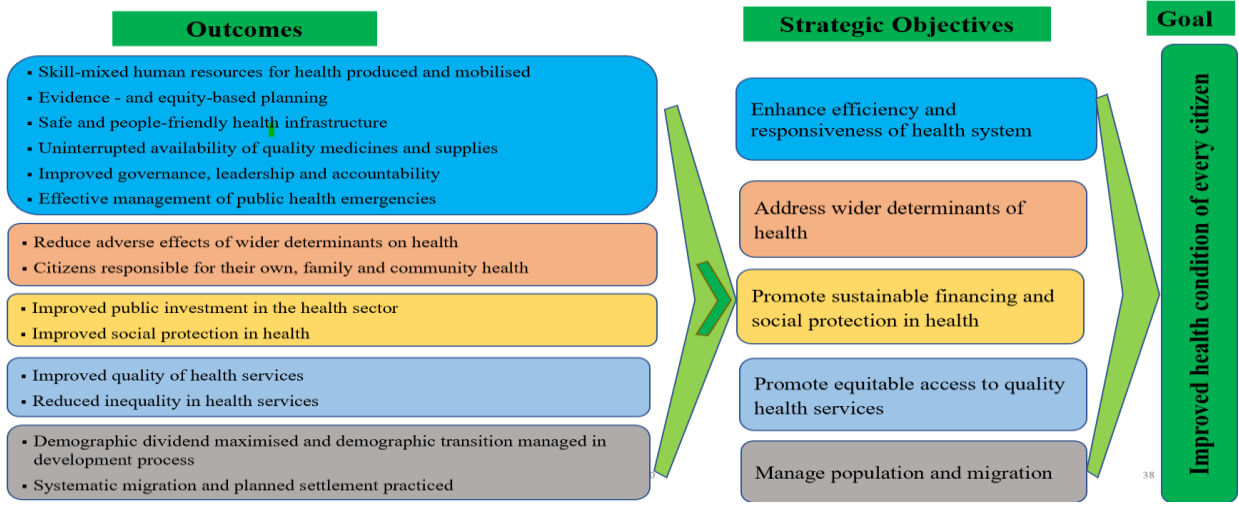 Outcomes
▪ Skill-mixed human resources for health produced and mobilised
▪ Evidence - and equity-based planning
▪ Safe and people-friendly health infrastructure
▪ Uninterrupted availability of quality medicines and supplies
▪ Improved governance, leadership and accountability
▪ Effective management of public health emergencies
▪ Reduce adverse effects of wider determinants on health
▪ Citizens responsible for their own, family and community health
▪ Improved public investment in the health sector
▪ Improved social protection in health
▪ Improved quality of health services
▪ Reduced inequality in health services
▪ Demographic dividend maximised and demographic transition managed in
development process
▪ Systematic migration and planned settlement practiced
Strategic Objectives
Enhance efficiency and
responsiveness of health system
Address wider determinants of
health
Promote sustainable financing and
social protection in health
Promote equitable access to quality
health services
Manage population and migration
Goal
Improved health condition of every citizen
38